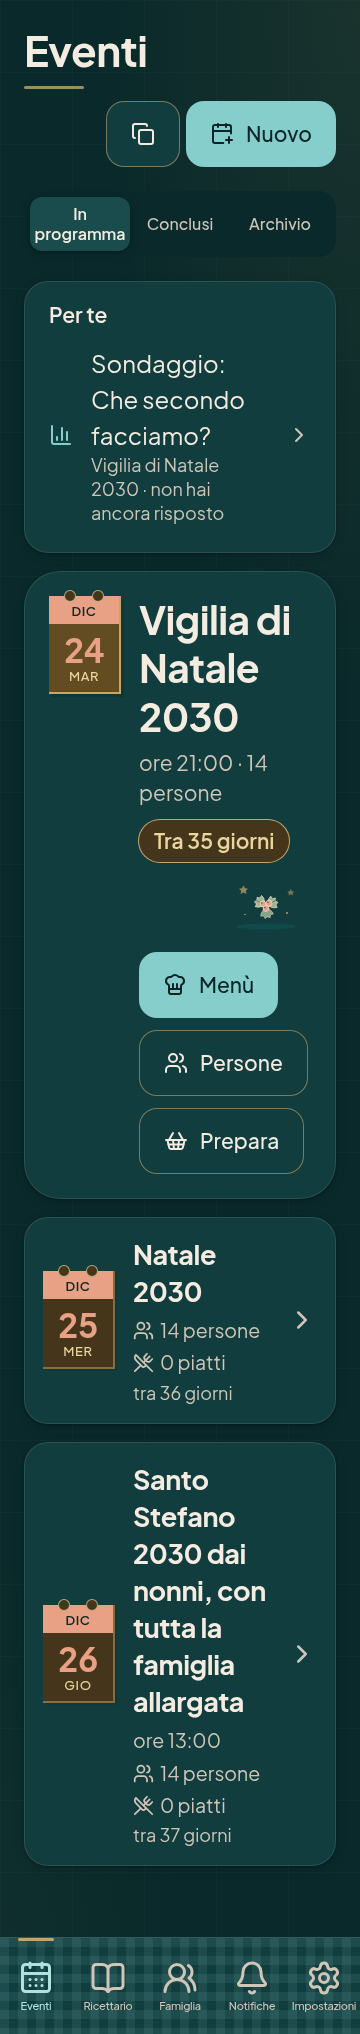 Eventi
Nuovo
In
programma
Conclusi
Archivio
Per te
Sondaggio:
Che secondo
facciamo?
Vigilia di Natale
2030 · non hai
ancora risposto
DIC
24
MAR
Vigilia di
Natale
2030
ore 21:00 · 14
persone
Tra 35 giorni
Menù
Persone
Prepara
DIC
25
MER
Natale
2030
14 persone
0 piatti
tra 36 giorni
DIC
26
GIO
Santo
Stefano
2030 dai
nonni, con
tutta la
famiglia
allargata
ore 13:00
14 persone
0 piatti
tra 37 giorni
Eventi
Ricettario
Famiglia
Notifiche
Impostazioni